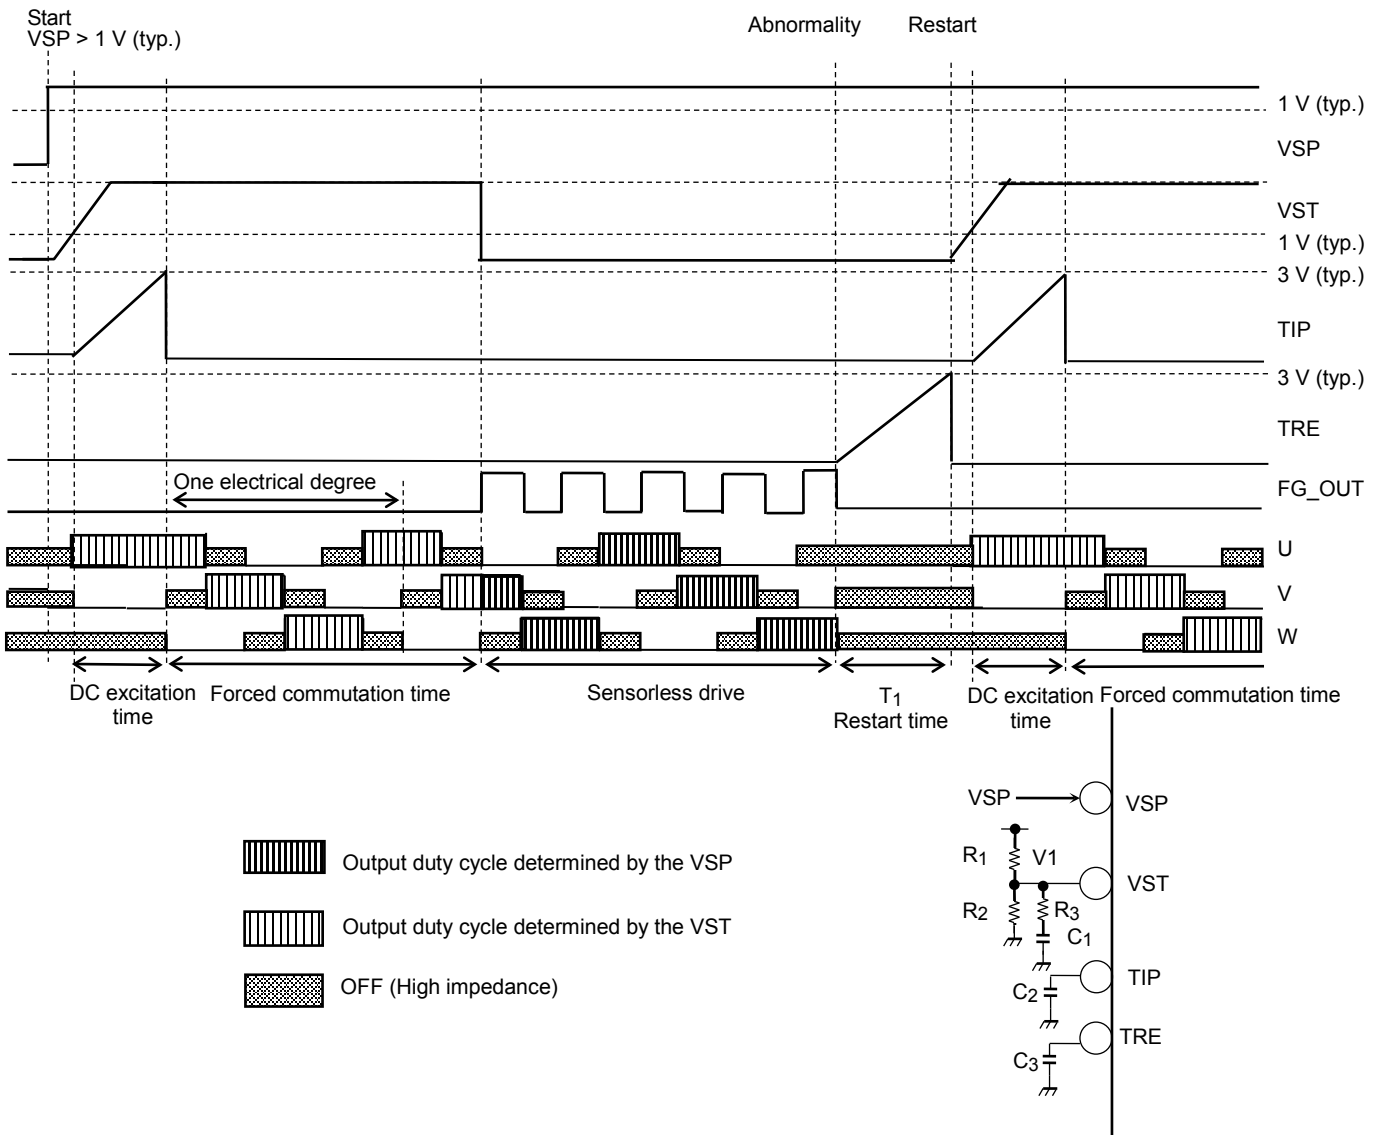 Start
VSP > 1 V (typ.)
Abnormality
Restart
1 V (typ.)
VSP
VST
1 V (typ.)
3 V (typ.)
TIP
3 V (typ.)
TRE
One electrical degree
FG_OUT
U
V
W
DC excitation
time
Forced commutation time
Sensorless drive
T1
Restart time
DC excitation
time
Forced commutation time
VSP
VSP
R1
V1
VST
R2
R3
C1
TIP
C2
TRE
C3
Output duty cycle determined by the VSP
Output duty cycle determined by the VST
OFF (High impedance)